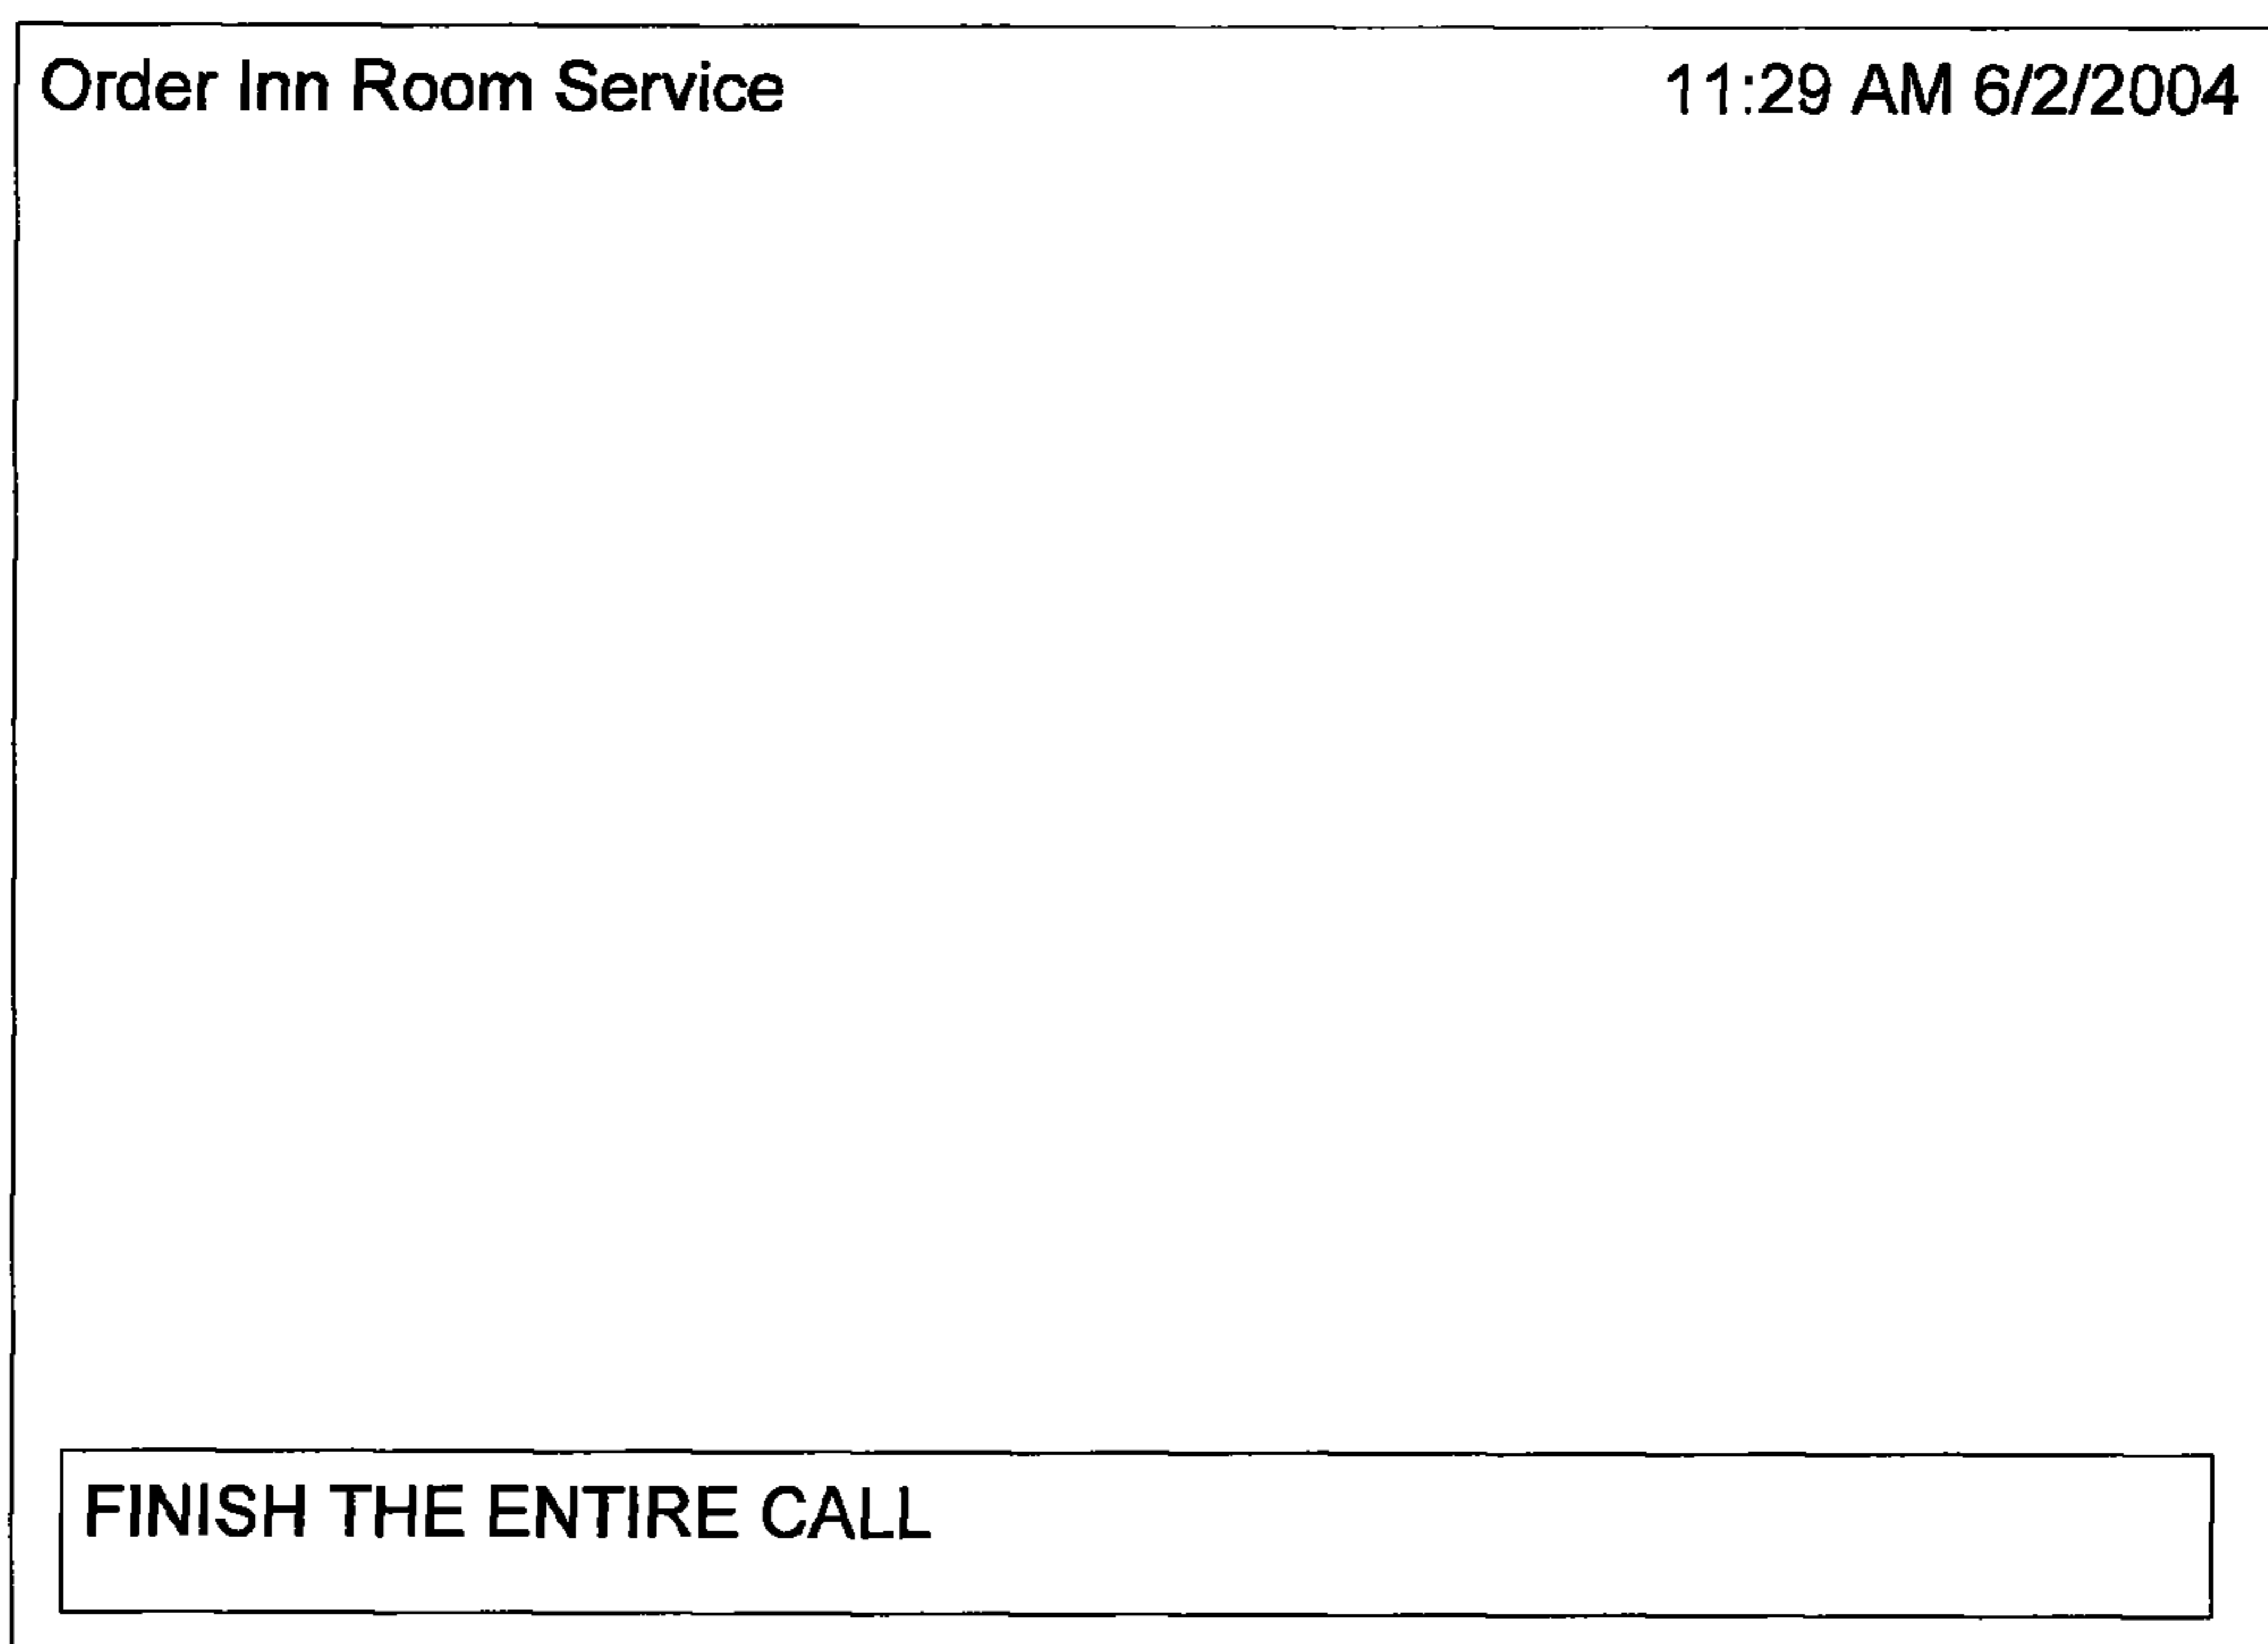 Order Inn Room Service 11:29 AM 6/2/2004
FINISH THE ENTIRE CALL